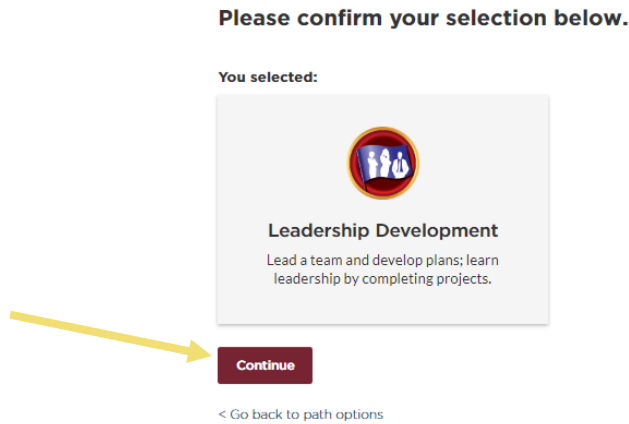 Please confirm your selection below.
You selected:
Leadership Development
Lead a team and develop plans; learn
leadership by completing projects.
Continue
< Go back to path options